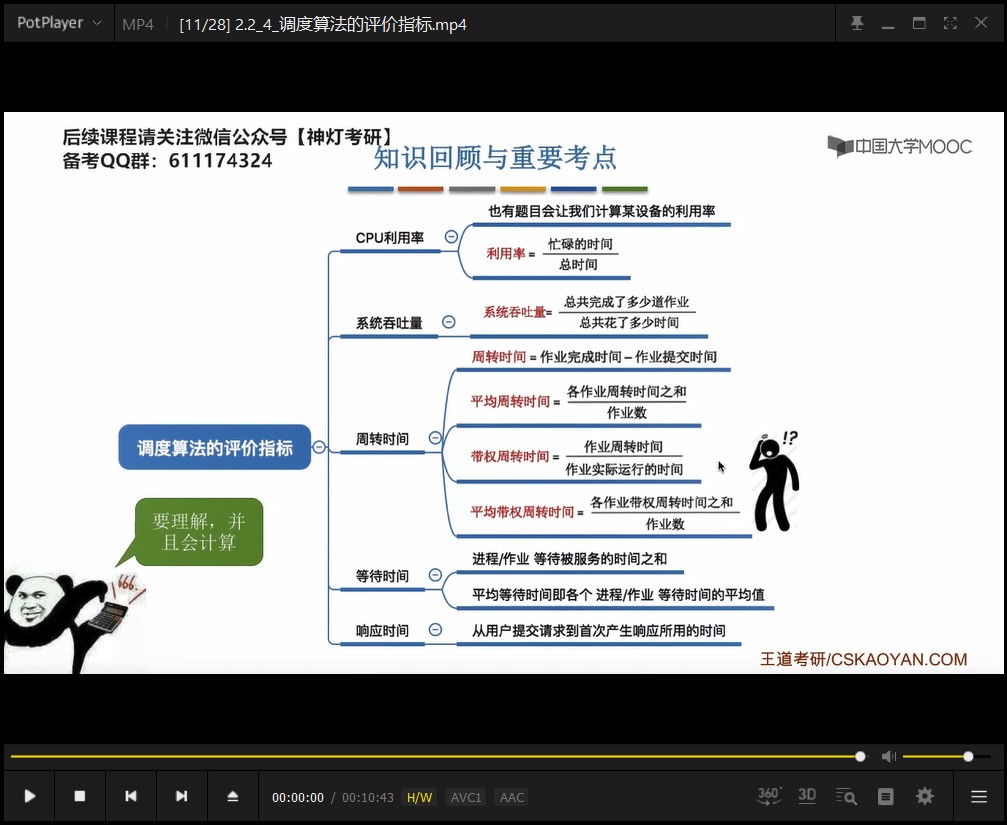 PotPlayer
MP4
[11/28] 2.2_4_调度算法的评价指标.mp4
后续课程请关注微信公众号【神灯考研】
备考QQ群：611174324
知识回顾与重要考点
中国大学MOOC
也有题目会让我们计算某设备的利用率
CPU利用率
利用率 =
忙碌的时间
总时间
系统吞吐量
系统吞吐量=
总共完成了多少道作业
总共花了多少时间
周转时间 = 作业完成时间 – 作业提交时间
平均周转时间 =
各作业周转时间之和
作业数
周转时间
带权周转时间 =
作业周转时间
作业实际运行的时间
平均带权周转时间 =
各作业带权周转时间之和
作业数
调度算法的评价指标
!?
要理解，并
且会计算
666.
等待时间
进程/作业 等待被服务的时间之和
平均等待时间即各个 进程/作业 等待时间的平均值
响应时间
从用户提交请求到首次产生响应所用的时间
王道考研/CSKAOYAN.COM
00:00:00 / 00:10:43 H/W AVC1 AAC
360° 3D